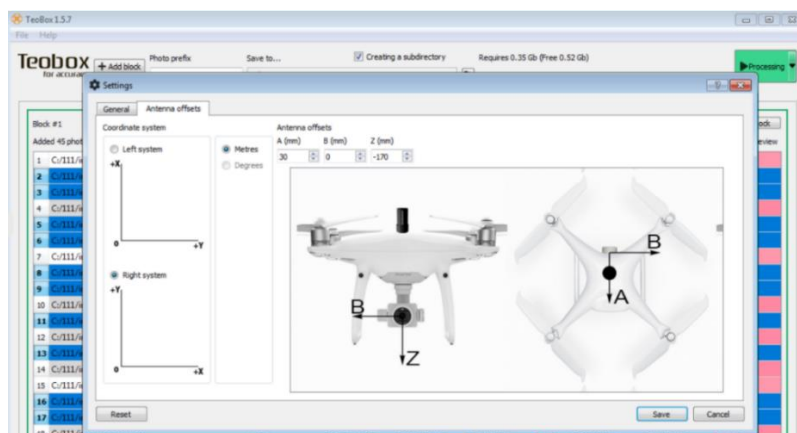 TeoBox 1.5.7
File Help
Teobox
for accura
+ Add block
Photo prefix
Save to...
Creating a subdirectory
Requires 0.35 Gb (Free 0.52 Gb)
Processing
Settings
General Antenna offsets
Block #1
Added 45 phot
1 C:/111/
2 C:/111/
3 C:/111/
4 C:/111/
5 C:/111/
6 C:/111/
7 C:/111/
8 C:/111/
9 C:/111/
10 C:/111/
11 C:/111/
12 C:/111/
13 C:/111/
14 C:/111/
15 C:/111/
16 C:/111/
17 C:/111/
Coordinate system
Left system
+X
0 +Y
Right system
+Y
0 +X
Metres
Degrees
Antenna offsets
A (mm) B (mm) Z (mm)
30 0 -170
B
Z
B
A
ock
eview
Reset
Save Cancel